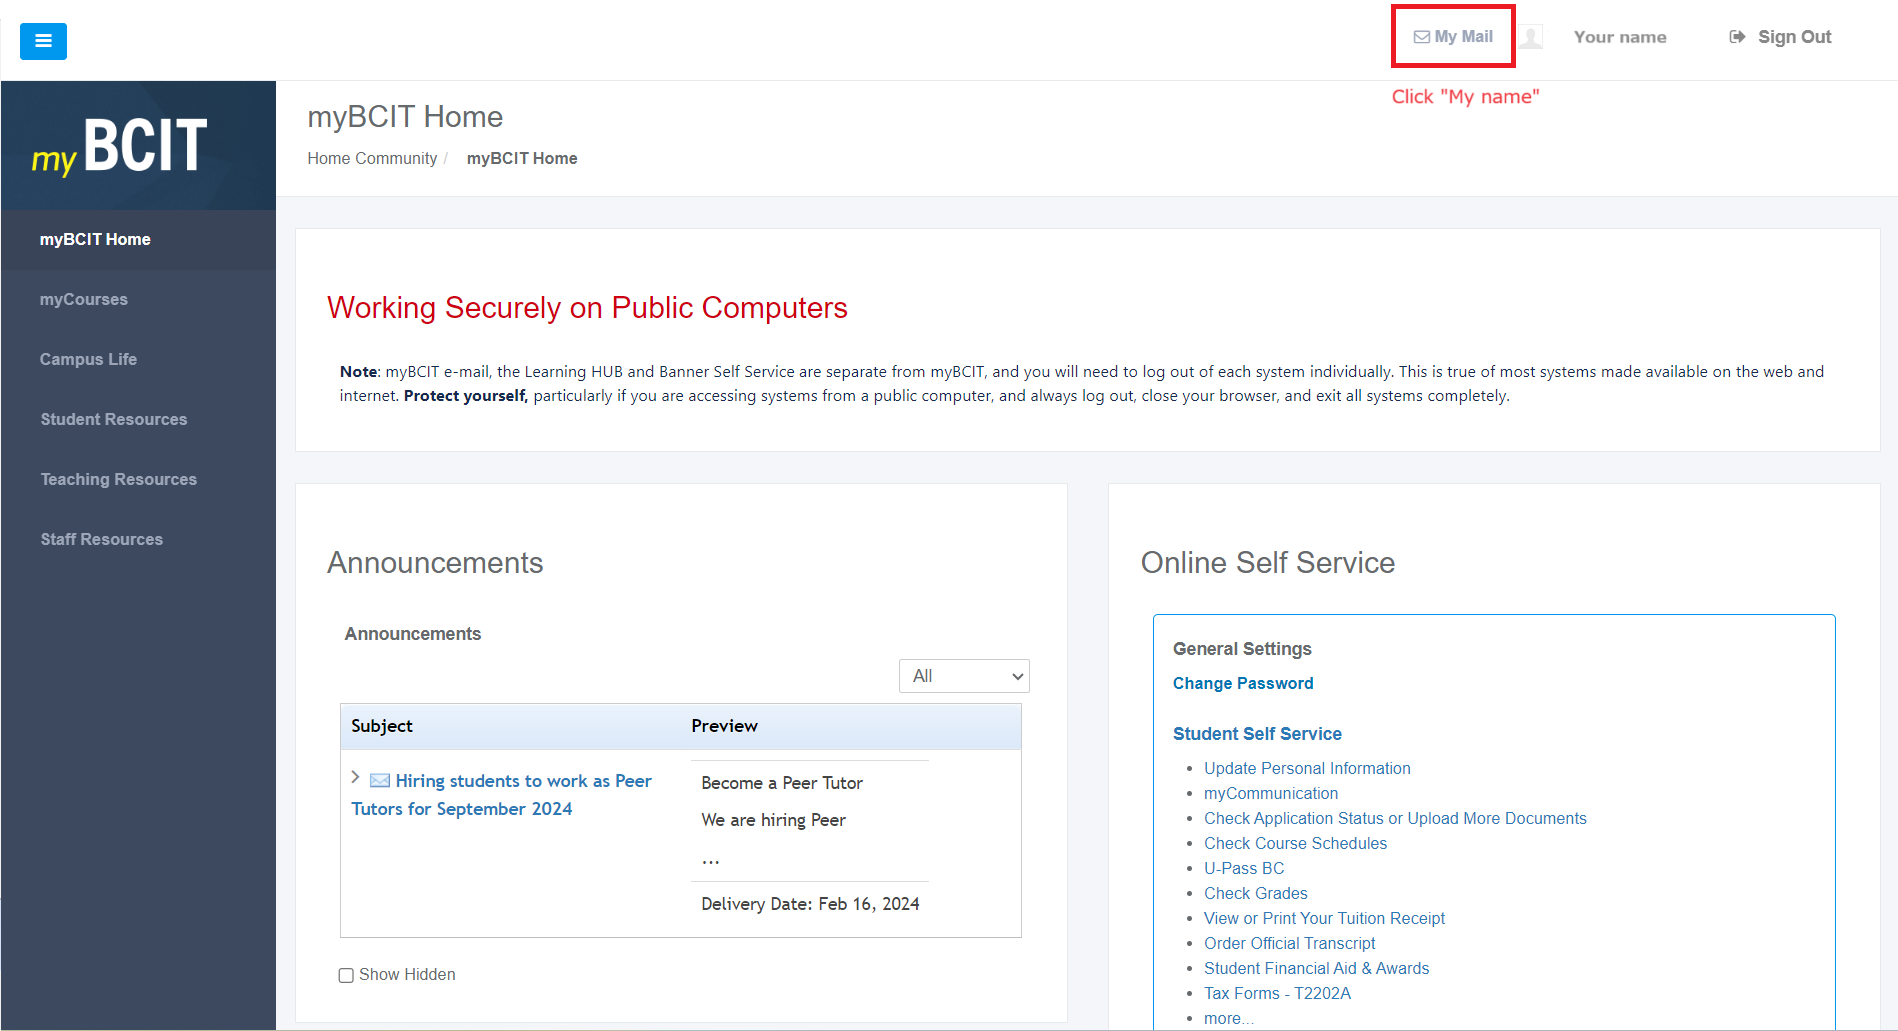 My Mail
Your name
Sign Out
Click "My name"
my BCIT
myBCIT Home
Home Community / myBCIT Home
myBCIT Home
myCourses
Campus Life
Student Resources
Teaching Resources
Staff Resources
Working Securely on Public Computers
Note: myBCIT e-mail, the Learning HUB and Banner Self Service are separate from myBCIT, and you will need to log out of each system individually. This is true of most systems made available on the web and
internet. Protect yourself, particularly if you are accessing systems from a public computer, and always log out, close your browser, and exit all systems completely.
Announcements
Announcements
All
Subject
Preview
Hiring students to work as Peer
Tutors for September 2024
Become a Peer Tutor
We are hiring Peer
...
Delivery Date: Feb 16, 2024
Show Hidden
Online Self Service
General Settings
Change Password
Student Self Service
Update Personal Information
myCommunication
Check Application Status or Upload More Documents
Check Course Schedules
U-Pass BC
Check Grades
View or Print Your Tuition Receipt
Order Official Transcript
Student Financial Aid & Awards
Tax Forms - T2202A
more...